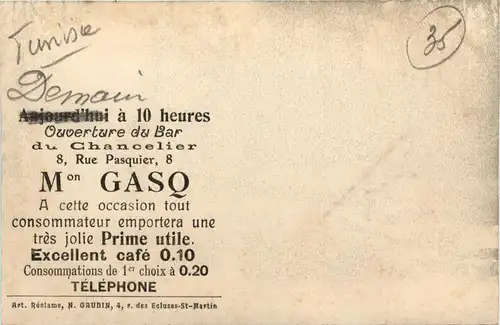 Tunisie
35
Demain
Aujourd'hui à 10 heures
Ouverture du Bar
du Chancelier
8, Rue Pasquier, 8
Mon GASQ
A cette occasion tout
consommateur emportera une
très jolie Prime utile.
Excellent café 0.10
Consommations de 1er choix à 0.20
TÉLÉPHONE
Art. Réclame, N. GRUDIN, 4, r. des Ecluses-St-Martin